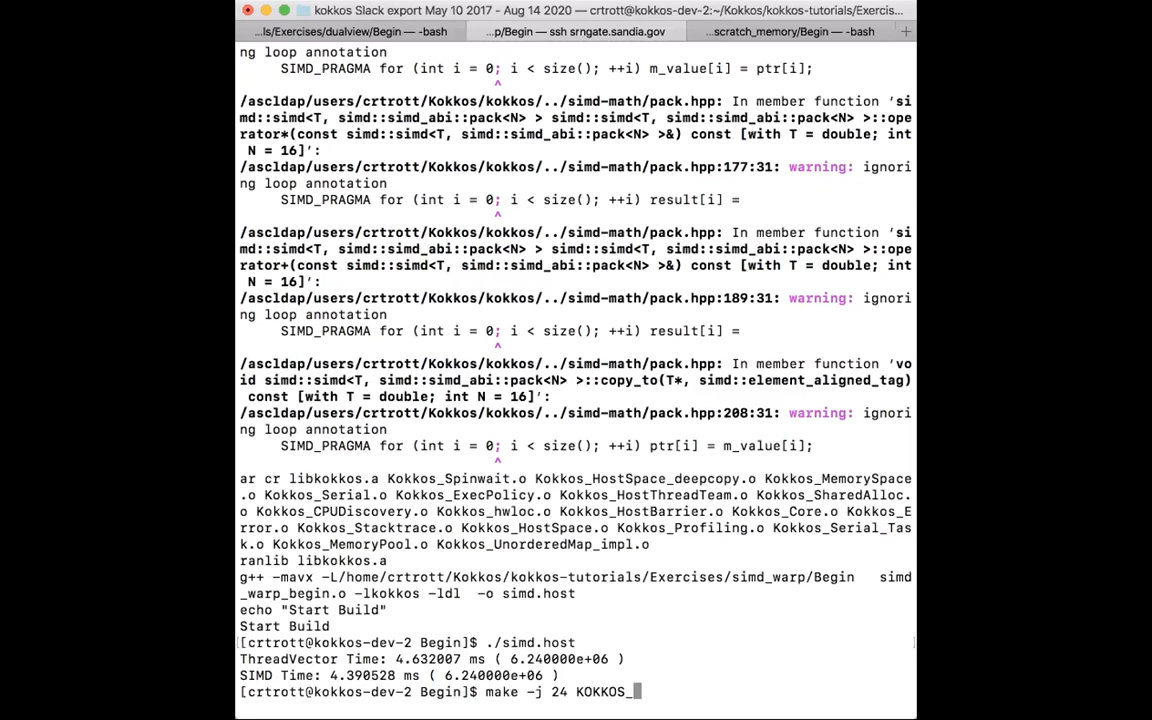 kokkos Slack export May 10 2017 - Aug 14 2020 — crtrott@kokkos-dev-2:~/Kokkos/kokkos-tutorials/Exercis...
...ls/Exercises/dualview/Begin — -bash ...p/Begin — ssh srngate.sandia.gov ...scratch_memory/Begin — -bash +
ng loop annotation
SIMD_PRAGMA for (int i = 0; i < size(); ++i) m_value[i] = ptr[i];
^
/ascldap/users/crtrott/Kokkos/kokkos/../simd-math/pack.hpp: In member function ‘si
md::simd<T, simd::simd_abi::pack<N> > simd::simd<T, simd::simd_abi::pack<N> >::ope
rator*(const simd::simd<T, simd::simd_abi::pack<N> >&) const [with T = double; int
N = 16]’:
/ascldap/users/crtrott/Kokkos/kokkos/../simd-math/pack.hpp:177:31: warning: ignori
ng loop annotation
SIMD_PRAGMA for (int i = 0; i < size(); ++i) result[i] =
^
/ascldap/users/crtrott/Kokkos/kokkos/../simd-math/pack.hpp: In member function ‘si
md::simd<T, simd::simd_abi::pack<N> > simd::simd<T, simd::simd_abi::pack<N> >::ope
rator+(const simd::simd<T, simd::simd_abi::pack<N> >&) const [with T = double; int
N = 16]’:
/ascldap/users/crtrott/Kokkos/kokkos/../simd-math/pack.hpp:189:31: warning: ignori
ng loop annotation
SIMD_PRAGMA for (int i = 0; i < size(); ++i) result[i] =
^
/ascldap/users/crtrott/Kokkos/kokkos/../simd-math/pack.hpp: In member function ‘vo
id simd::simd<T, simd::simd_abi::pack<N> >::copy_to(T*, simd::element_aligned_tag)
const [with T = double; int N = 16]’:
/ascldap/users/crtrott/Kokkos/kokkos/../simd-math/pack.hpp:208:31: warning: ignori
ng loop annotation
SIMD_PRAGMA for (int i = 0; i < size(); ++i) ptr[i] = m_value[i];
^
ar cr libkokkos.a Kokkos_Spinwait.o Kokkos_HostSpace_deepcopy.o Kokkos_MemorySpace
.o Kokkos_Serial.o Kokkos_ExecPolicy.o Kokkos_HostThreadTeam.o Kokkos_SharedAlloc.
o Kokkos_CPUDiscovery.o Kokkos_hwloc.o Kokkos_HostBarrier.o Kokkos_Core.o Kokkos_E
rror.o Kokkos_Stacktrace.o Kokkos_HostSpace.o Kokkos_Profiling.o Kokkos_Serial_Tas
k.o Kokkos_MemoryPool.o Kokkos_UnorderedMap_impl.o
ranlib libkokkos.a
g++ -mavx -L/home/crtrott/Kokkos/kokkos-tutorials/Exercises/simd_warp/Begin simd
_warp_begin.o -lkokkos -ldl -o simd.host
echo "Start Build"
Start Build
[crtrott@kokkos-dev-2 Begin]$ ./simd.host
ThreadVector Time: 4.632007 ms ( 6.240000e+06 )
SIMD Time: 4.390528 ms ( 6.240000e+06 )
[crtrott@kokkos-dev-2 Begin]$ make -j 24 KOKKOS_